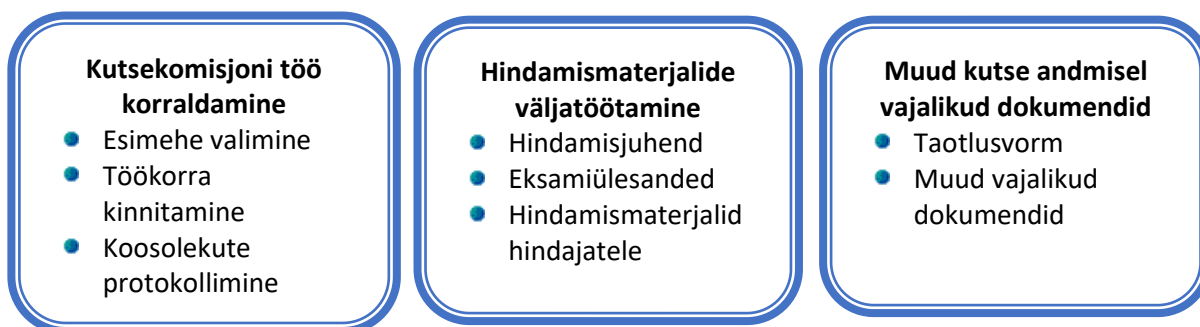 Kutsekomisjoni töö
korraldamine
Esimehe valimine
Töökorra
kinnitamine
Koosolekute
protokollimine
Hindamismaterjalide
väljatöötamine
Hindamisjuhend
Eksamiülesanded
Hindamismaterjalid
hindajatele
Muud kutse andmisel
vajalikud dokumendid
Taotlusvorm
Muud vajalikud
dokumendid